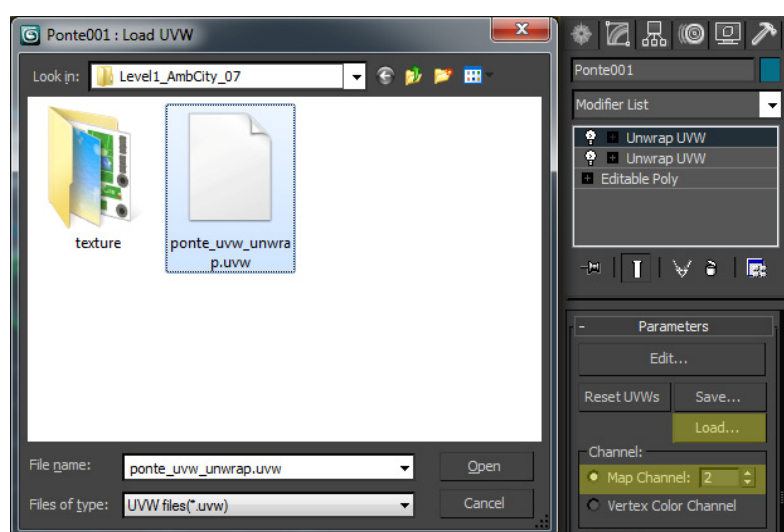 Ponte001 : Load UVW
Look in: Level1_AmbCity_07
texture
ponte_uvw_unwra
p.uvw
File name: ponte_uvw_unwrap.uvw Open
Files of type: UVW files(*.uvw) Cancel
Ponte001
Modifier List
Unwrap UVW
Unwrap UVW
Editable Poly
- Parameters
Edit...
Reset UVWs Save...
Load...
Channel:
Map Channel: 2
Vertex Color Channel